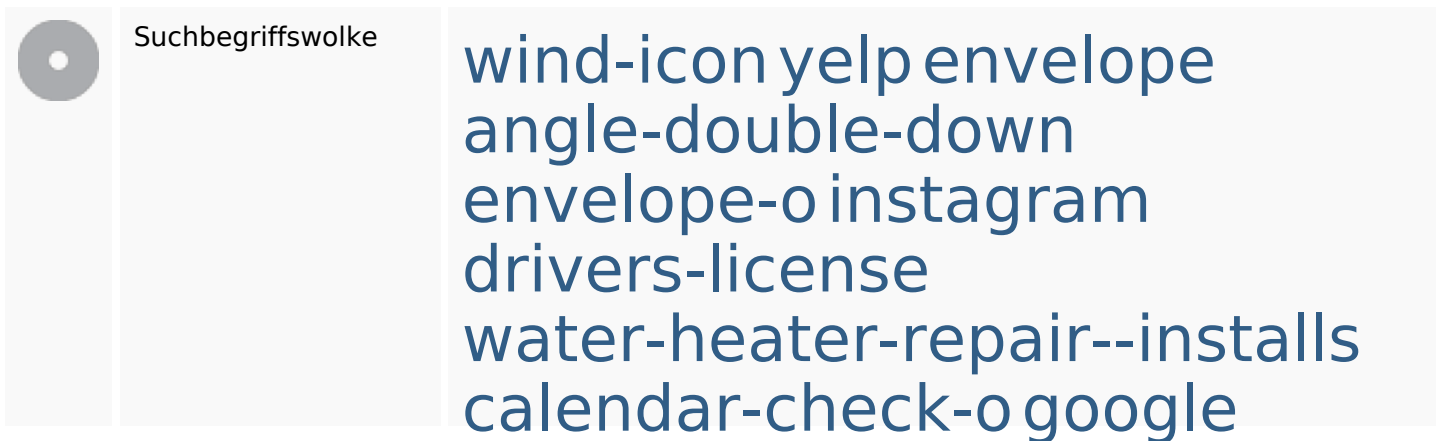 Suchbegriffswolke
wind-icon yelp envelope
angle-double-down
envelope-o instagram
drivers-license
water-heater-repair--installs
calendar-check-o google